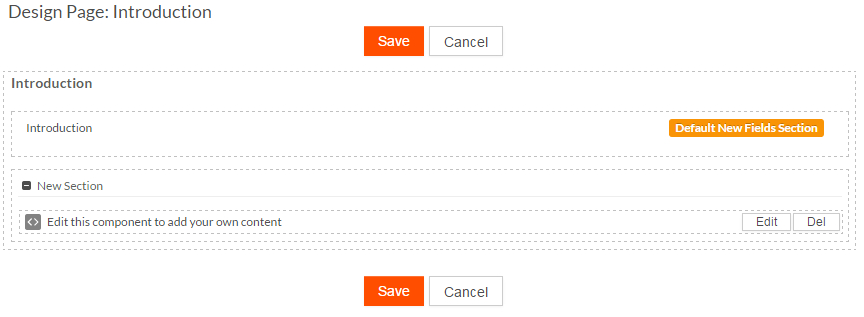 Design Page: Introduction
Save Cancel
Introduction
Introduction Default New Fields Section
New Section
Edit this component to add your own content Edit Del
Save Cancel